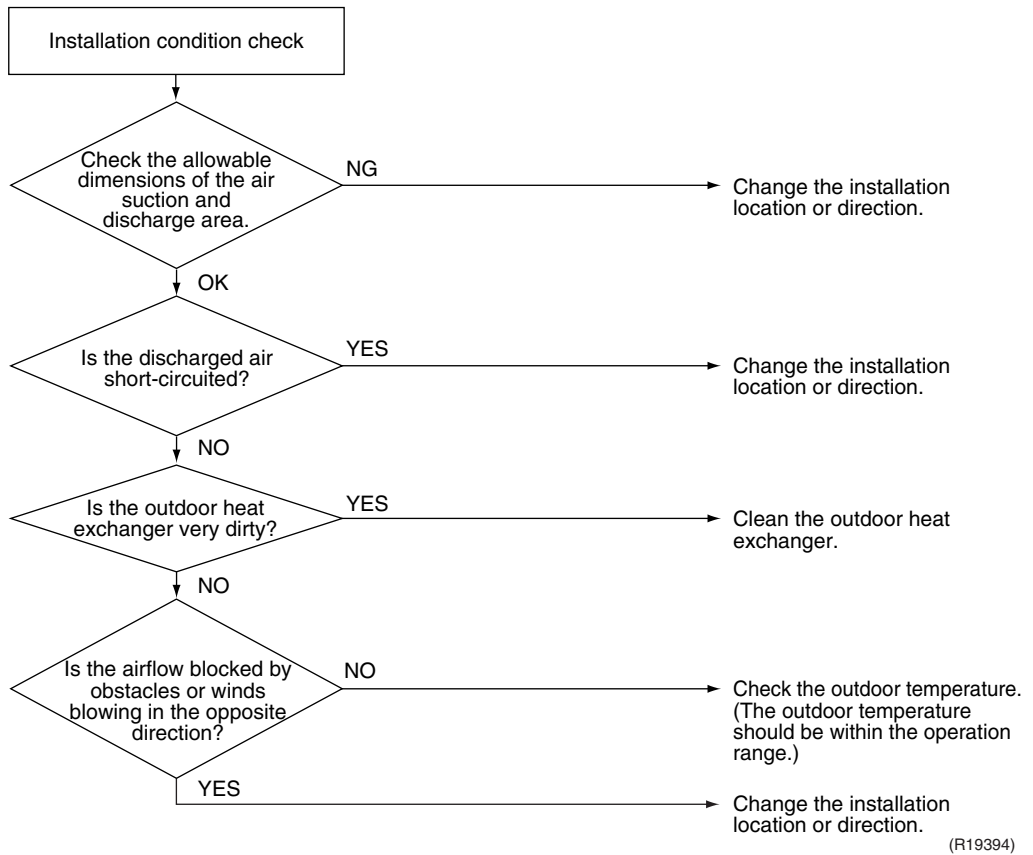 Installation condition check
Check the allowable
dimensions of the air
suction and
discharge area.
NG
Change the installation
location or direction.
OK
Is the discharged air
short-circuited?
YES
Change the installation
location or direction.
NO
Is the outdoor heat
exchanger very dirty?
YES
Clean the outdoor heat
exchanger.
NO
Is the airflow blocked by
obstacles or winds
blowing in the opposite
direction?
NO
Check the outdoor temperature.
(The outdoor temperature
should be within the operation
range.)
YES
Change the installation
location or direction.
(R19394)